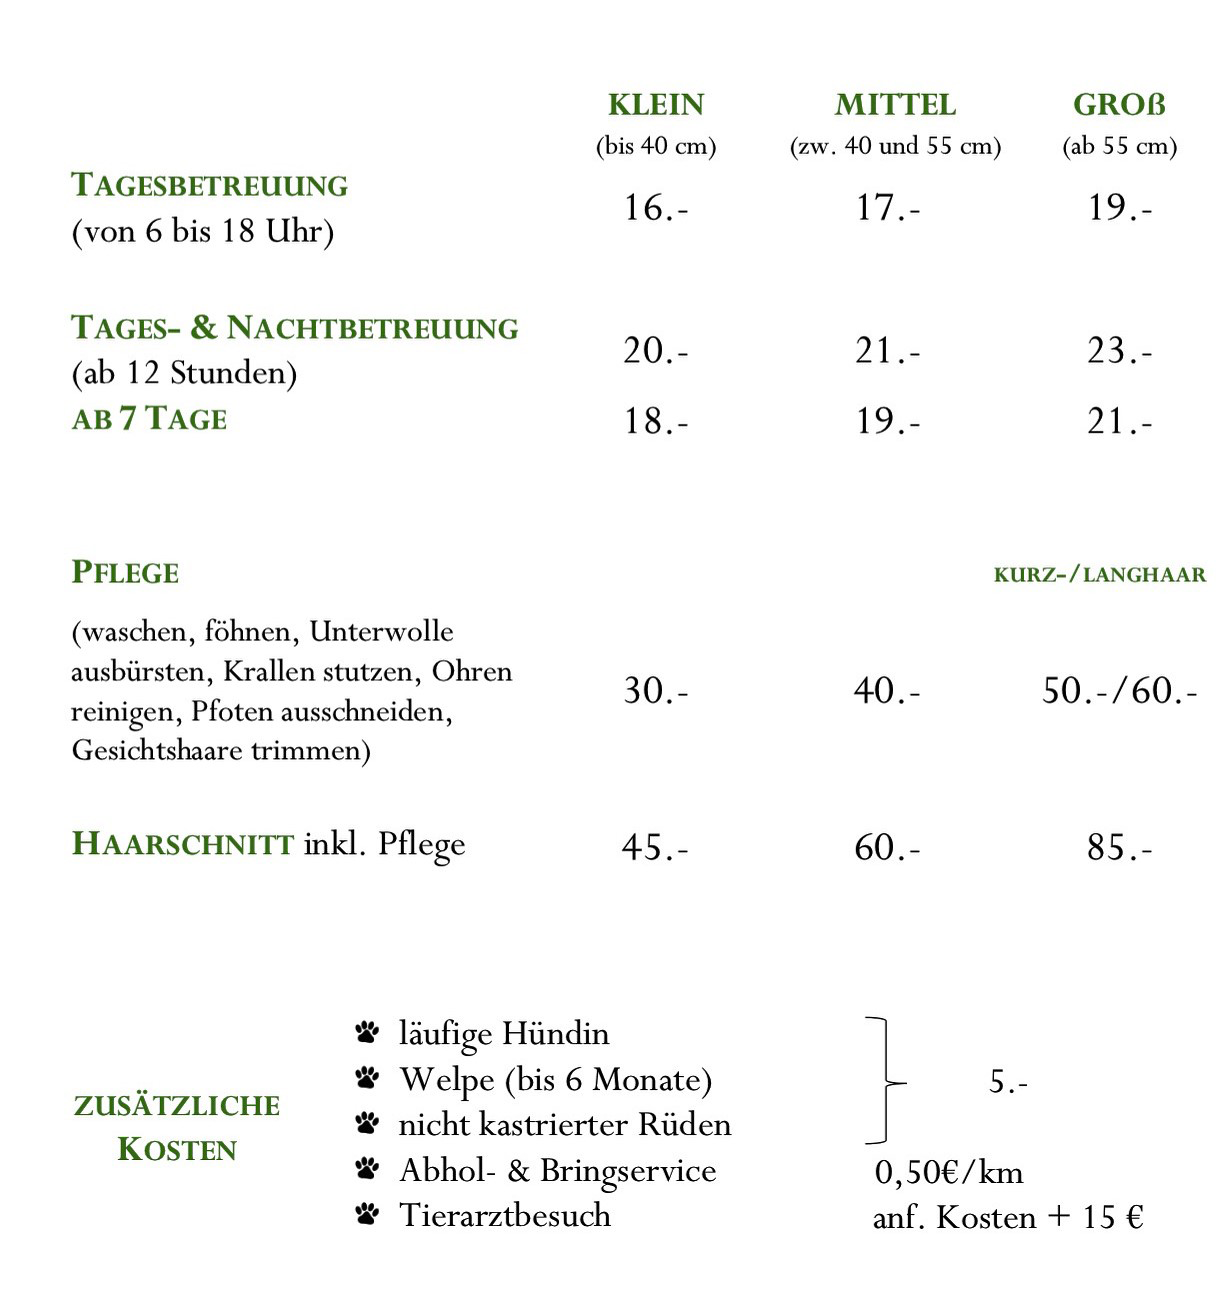 KLEIN MITTEL GROß
(bis 40 cm) (zw. 40 und 55 cm) (ab 55 cm)
TAGESBETREUUNG
16.- 17.- 19.-
(von 6 bis 18 Uhr)
TAGES- & NACHTBETREUUNG
20.- 21.- 23.-
(ab 12 Stunden)
AB 7 TAGE 18.- 19.- 21.-
PFLEGE KURZ-/LANGHAAR
(waschen, föhnen, Unterwolle
ausbürsten, Krallen stutzen, Ohren
30.- 40.- 50.-/60.-
reinigen, Pfoten ausschneiden,
Gesichtshaare trimmen)
HAARSCHNITT inkl. Pflege 45.- 60.- 85.-
ZUSÄTZLICHE
KOSTEN
läufige Hündin
Welpe (bis 6 Monate) 5.-
nicht kastrierter Rüden
Abhol- & Bringservice 0,50€/km
Tierarztbesuch anf. Kosten + 15 €